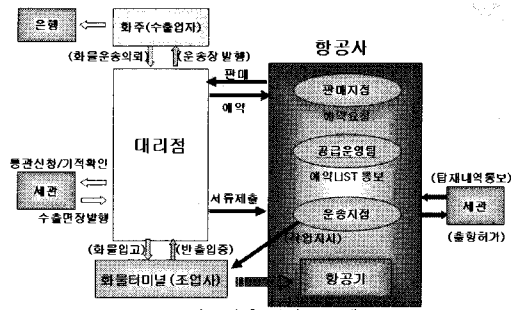 은행
화주(수출업자)
항공사
(화물운송의뢰)
(운송장 발행)
판매
예약
판매지점
예약요청
대리점
공급운영팀
예약LIST 통보
통관신청/기적확인
세관
수출면장발행
서류제출
운송지점
(탑재내역통보)
세관
(출항허가)
(작업지시)
(화물입고)
(반출입증)
화물터미널 (조업사)
항공기